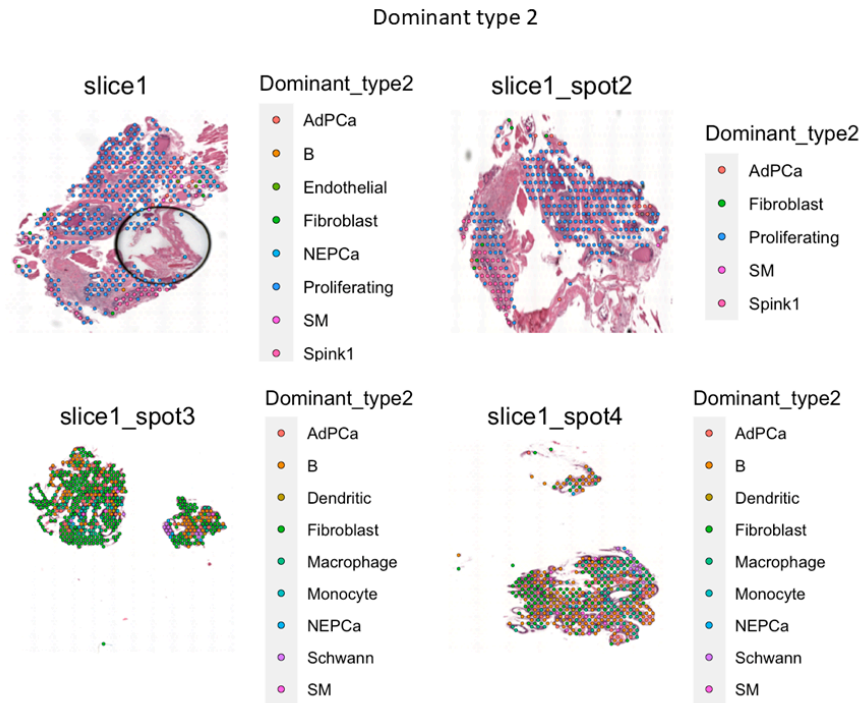 Dominant type 2
slice1
Dominant_type2
AdPCa
B
Endothelial
Fibroblast
NEPCa
Proliferating
SM
Spink1
slice1_spot2
Dominant_type2
AdPCa
Fibroblast
Proliferating
SM
Spink1
slice1_spot3
Dominant_type2
AdPCa
B
Dendritic
Fibroblast
Macrophage
Monocyte
NEPCa
Schwann
SM
slice1_spot4
Dominant_type2
AdPCa
B
Dendritic
Fibroblast
Macrophage
Monocyte
NEPCa
Schwann
SM